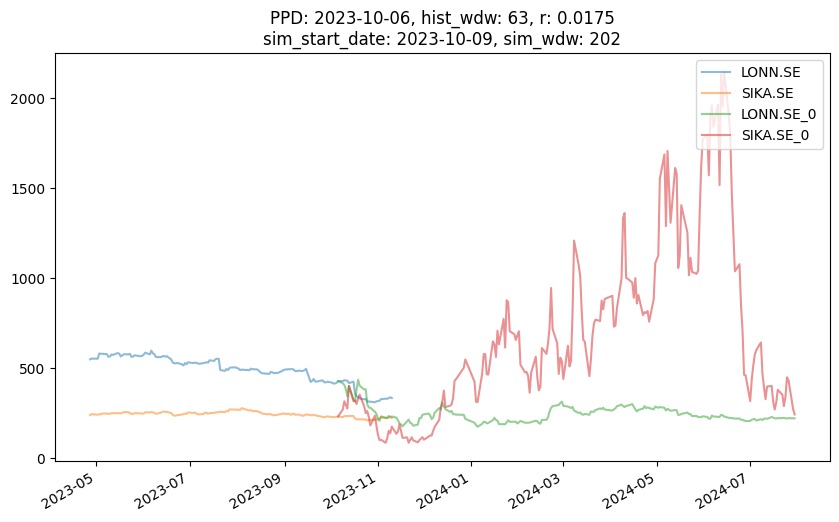 PPD: 2023-10-06, hist_wdw: 63, r: 0.0175
sim_start_date: 2023-10-09, sim_wdw: 202
LONN.SE
SIKA.SE
LONN.SE_0
SIKA.SE_0
2000
1500
1000
500
0
2023-05
2023-07
2023-09
2023-11
2024-01
2024-03
2024-05
2024-07